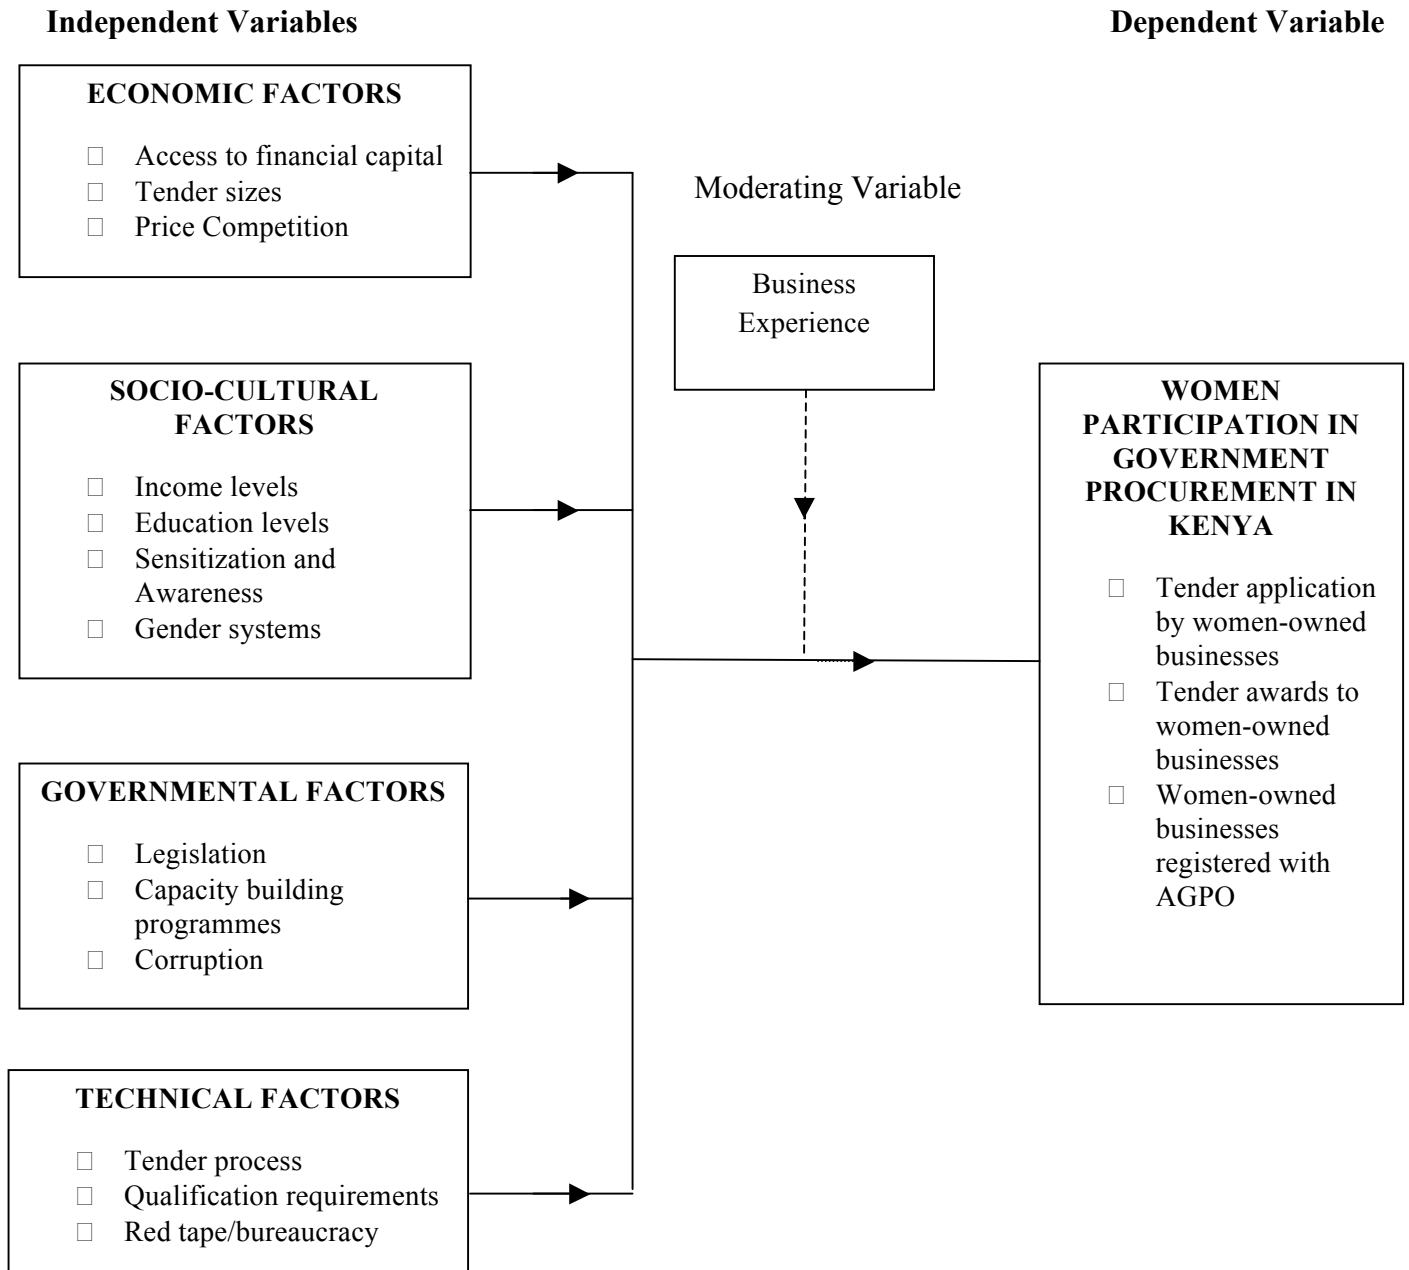 Independent Variables
Dependent Variable
ECONOMIC FACTORS
Access to financial capital
Tender sizes
Price Competition
Moderating Variable
Business
Experience
SOCIO-CULTURAL
FACTORS
Income levels
Education levels
Sensitization and
Awareness
Gender systems
WOMEN
PARTICIPATION IN
GOVERNMENT
PROCUREMENT IN
KENYA
Tender application
by women-owned
businesses
Tender awards to
women-owned
businesses
Women-owned
businesses
registered with
AGPO
GOVERNMENTAL FACTORS
Legislation
Capacity building
programmes
Corruption
TECHNICAL FACTORS
Tender process
Qualification requirements
Red tape/bureaucracy